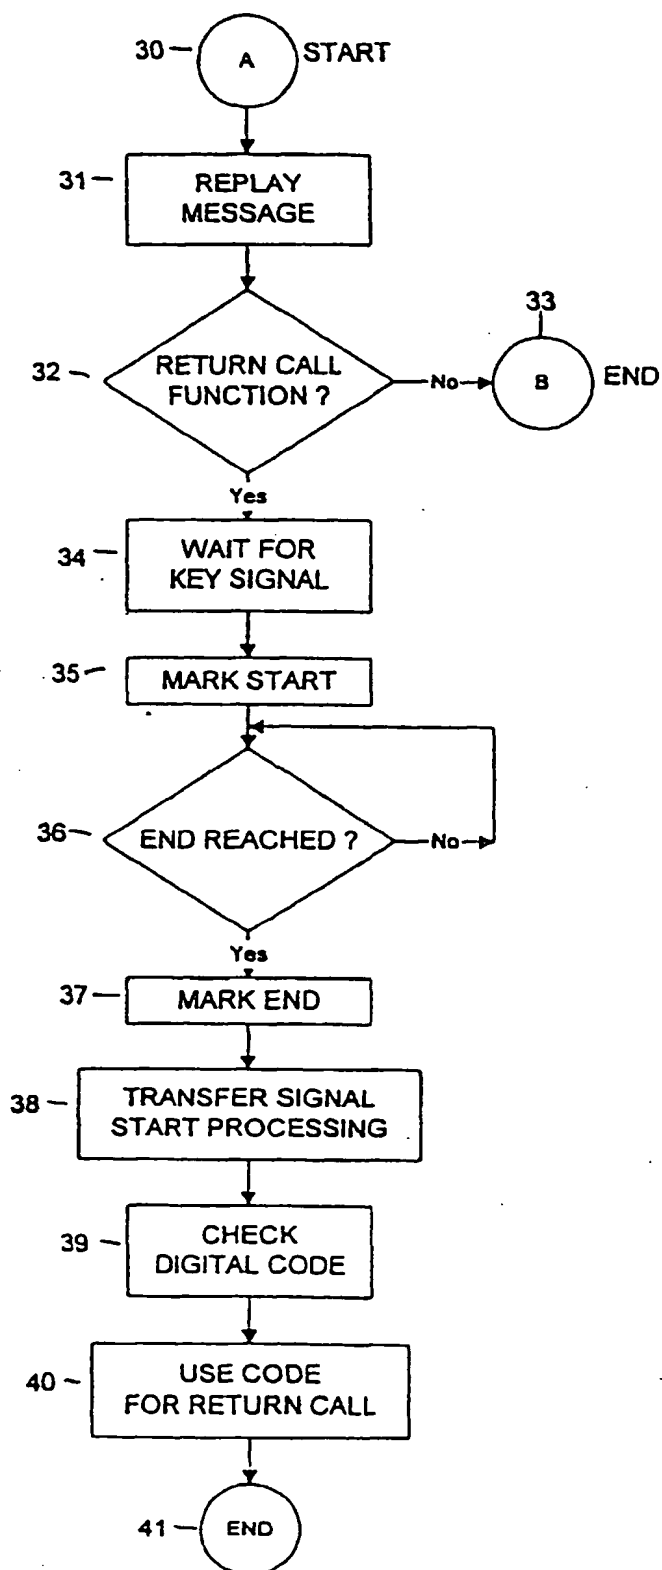 30 A START
31 REPLAY
MESSAGE
33
32 RETURN CALL
FUNCTION ?
No
B
END
Yes
34 WAIT FOR
KEY SIGNAL
35 MARK START
36 END REACHED ?
No
Yes
37 MARK END
38 TRANSFER SIGNAL
START PROCESSING
39 CHECK
DIGITAL CODE
40 USE CODE
FOR RETURN CALL
41 END